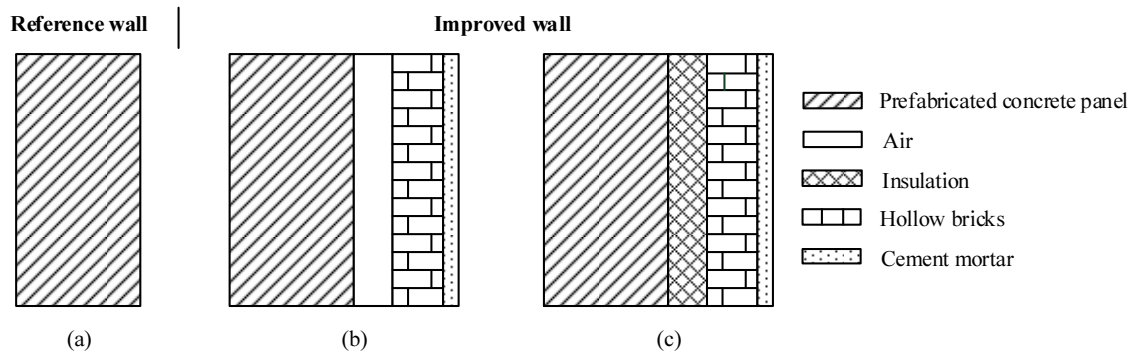 Reference wall
Improved wall
Prefabricated concrete panel
Air
Insulation
Hollow bricks
Cement mortar
(a)
(b)
(c)